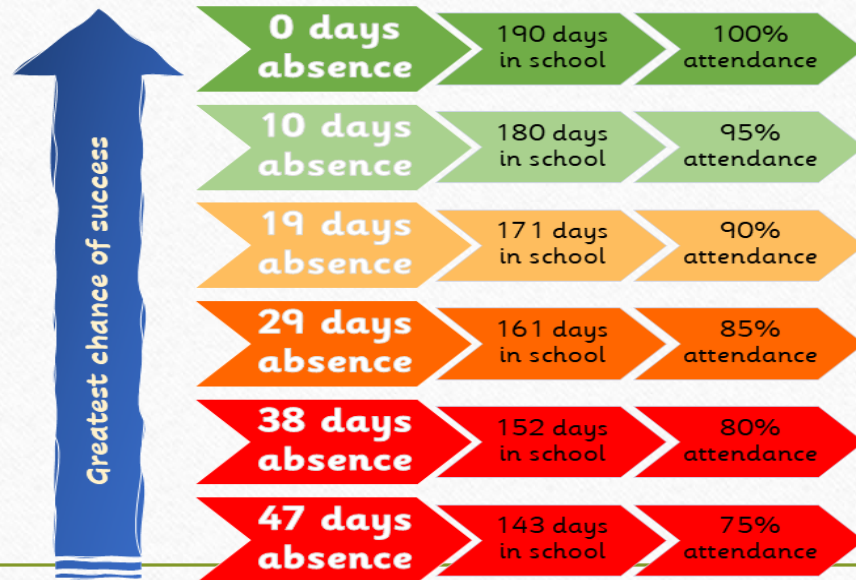 Greatest chance of success
0 days
absence
190 days
in school
100%
attendance
10 days
absence
180 days
in school
95%
attendance
19 days
absence
171 days
in school
90%
attendance
29 days
absence
161 days
in school
85%
attendance
38 days
absence
152 days
in school
80%
attendance
47 days
absence
143 days
in school
75%
attendance